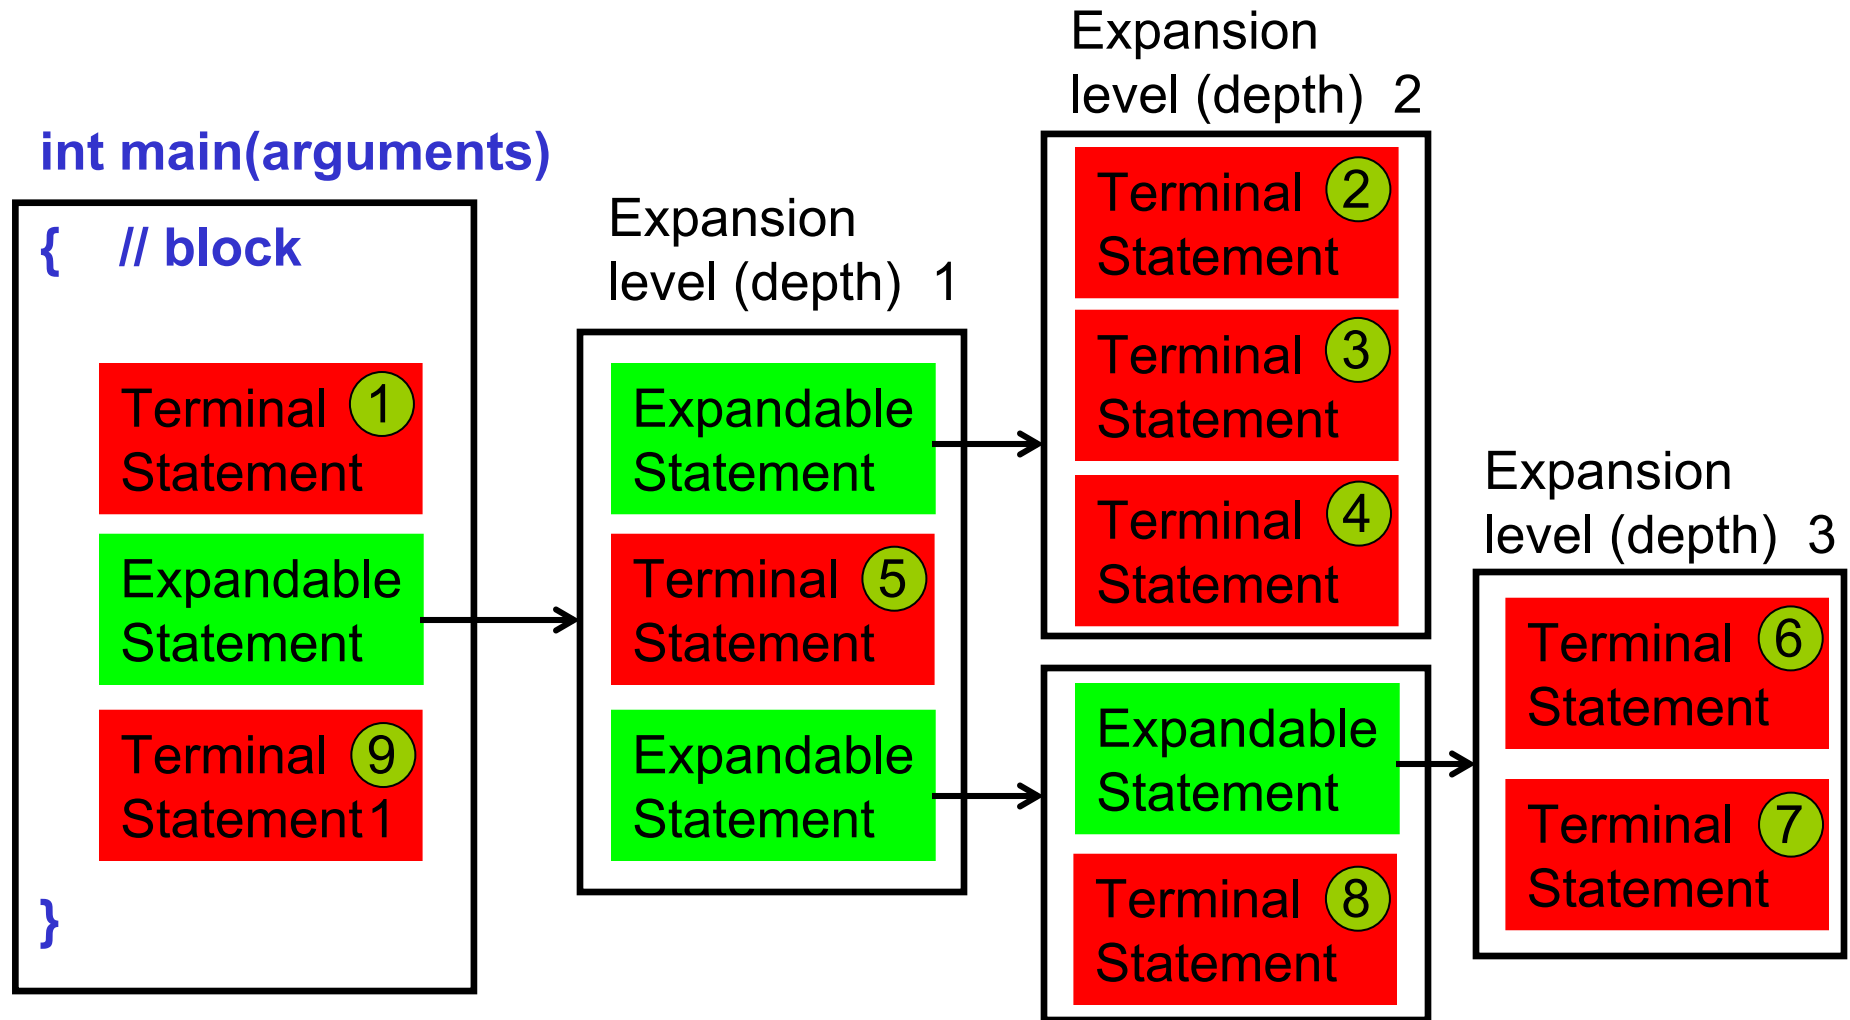 int main(arguments)
{ // block
Terminal 1
Statement
Expandable
Statement
Terminal 9
Statement1
}
Expansion
level (depth) 1
Expandable
Statement
Terminal 5
Statement
Expandable
Statement
Expansion
level (depth) 2
Terminal 2
Statement
Terminal 3
Statement
Terminal 4
Statement
Expandable
Statement
Terminal 8
Statement
Expansion
level (depth) 3
Terminal 6
Statement
Terminal 7
Statement